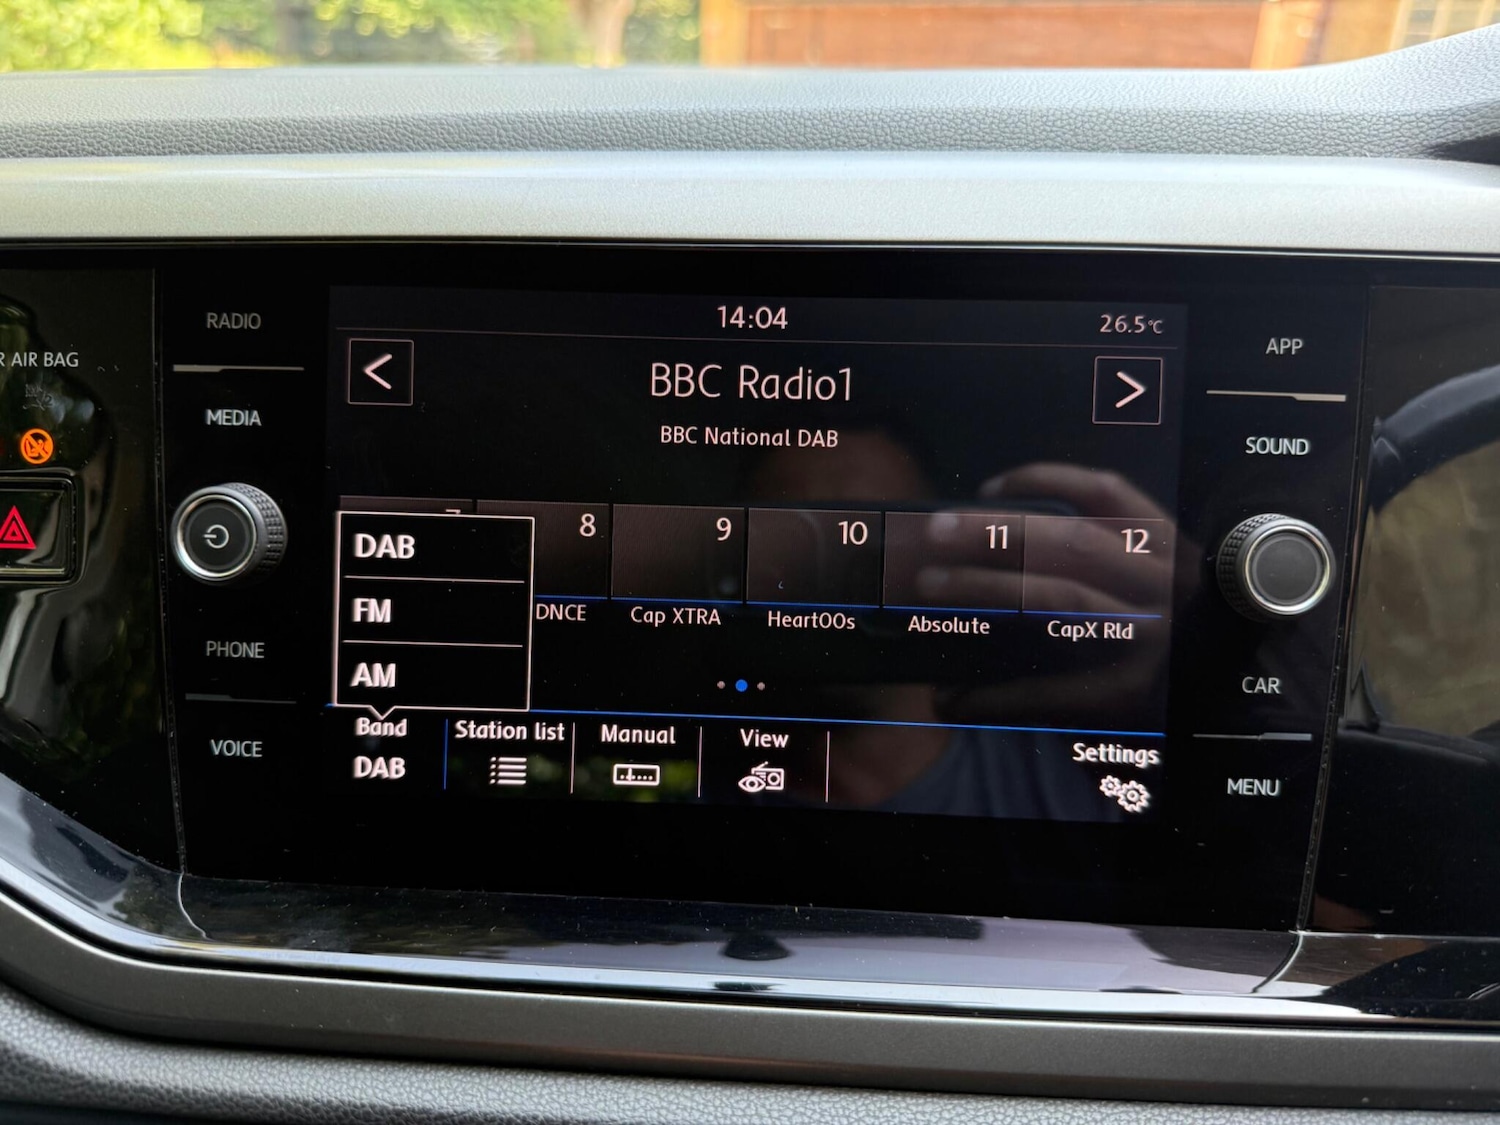 RADIO
MEDIA
PHONE
VOICE
R AIR BAG
14:04
26.5°C
BBC Radio1
BBC National DAB
7
8
9
10
11
12
DNCE
Cap XTRA
Heart00s
Absolute
CapX Rld
DAB
FM
AM
Band
DAB
Station list
Manual
View
Settings
APP
SOUND
CAR
MENU